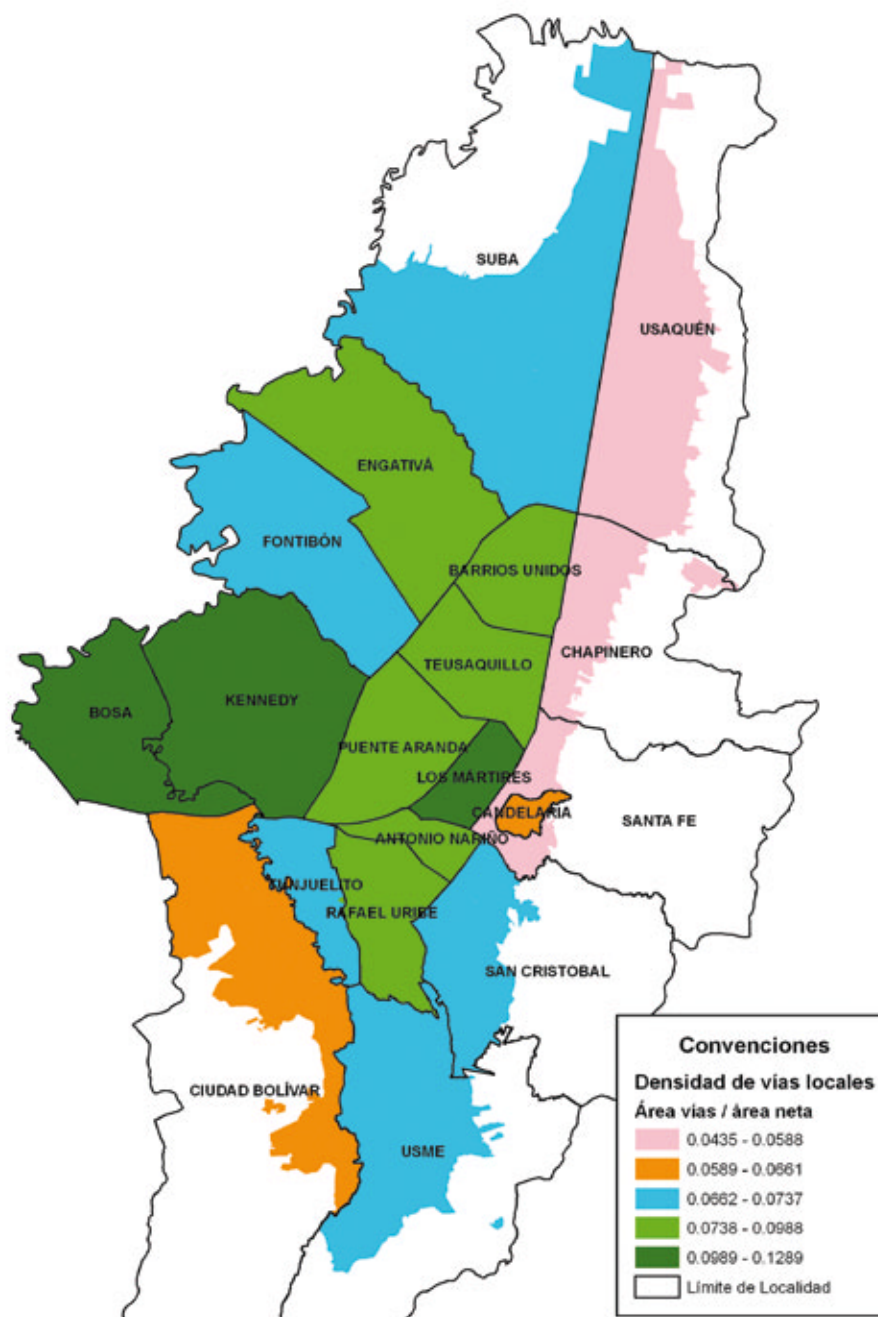 SUBA
USAQUÉN
ENGATIVÁ
FONTIBÓN
BARRIOS UNIDOS
CHAPINERO
TEUSAQUILLO
KENNEDY
BOSA
PUENTE ARANDA
LOS MÁRTIRES
CANDELARIA
SANTA FE
ANTONIO NARIÑO
TUNJUELITO
RAFAEL URIBE
SAN CRISTOBAL
CIUDAD BOLÍVAR
USME
Convenciones
Densidad de vías locales
Área vías / área neta
0.0435 - 0.0588
0.0589 - 0.0661
0.0662 - 0.0737
0.0738 - 0.0988
0.0989 - 0.1289
Límite de Localidad